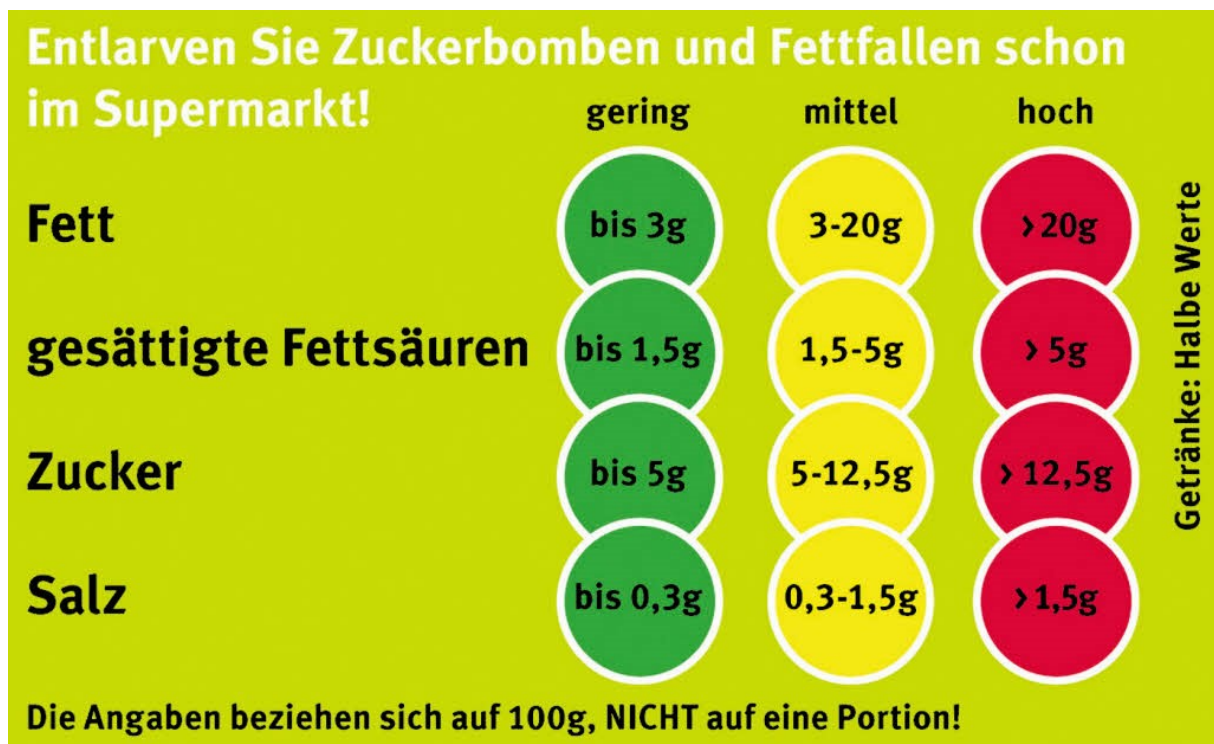 Entlarven Sie Zuckerbomben und Fettfallen schon
im Supermarkt!
gering mittel hoch
Fett bis 3g 3-20g >20g
gesättigte Fettsäuren bis 1,5g 1,5-5g > 5g
Zucker bis 5g 5-12,5g > 12,5g
Salz bis 0,3g 0,3-1,5g >1,5g
Getränke: Halbe Werte
Die Angaben beziehen sich auf 100g, NICHT auf eine Portion!